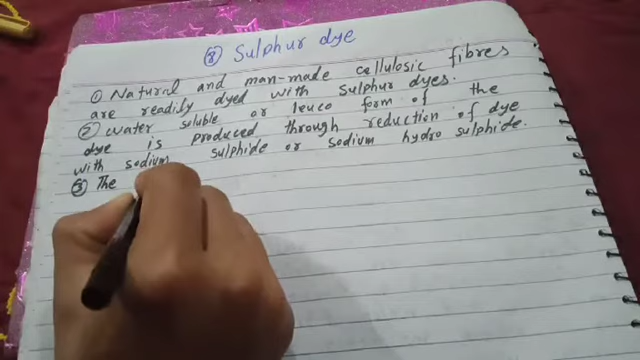 ⑧ Sulphur dye
① Natural and man-made cellulosic fibres
are readily dyed with Sulphur dyes.
② Water soluble or leuco form of the
dye is produced through reduction of dye
with sodium sulphide or sodium hydro sulphide.
③ The